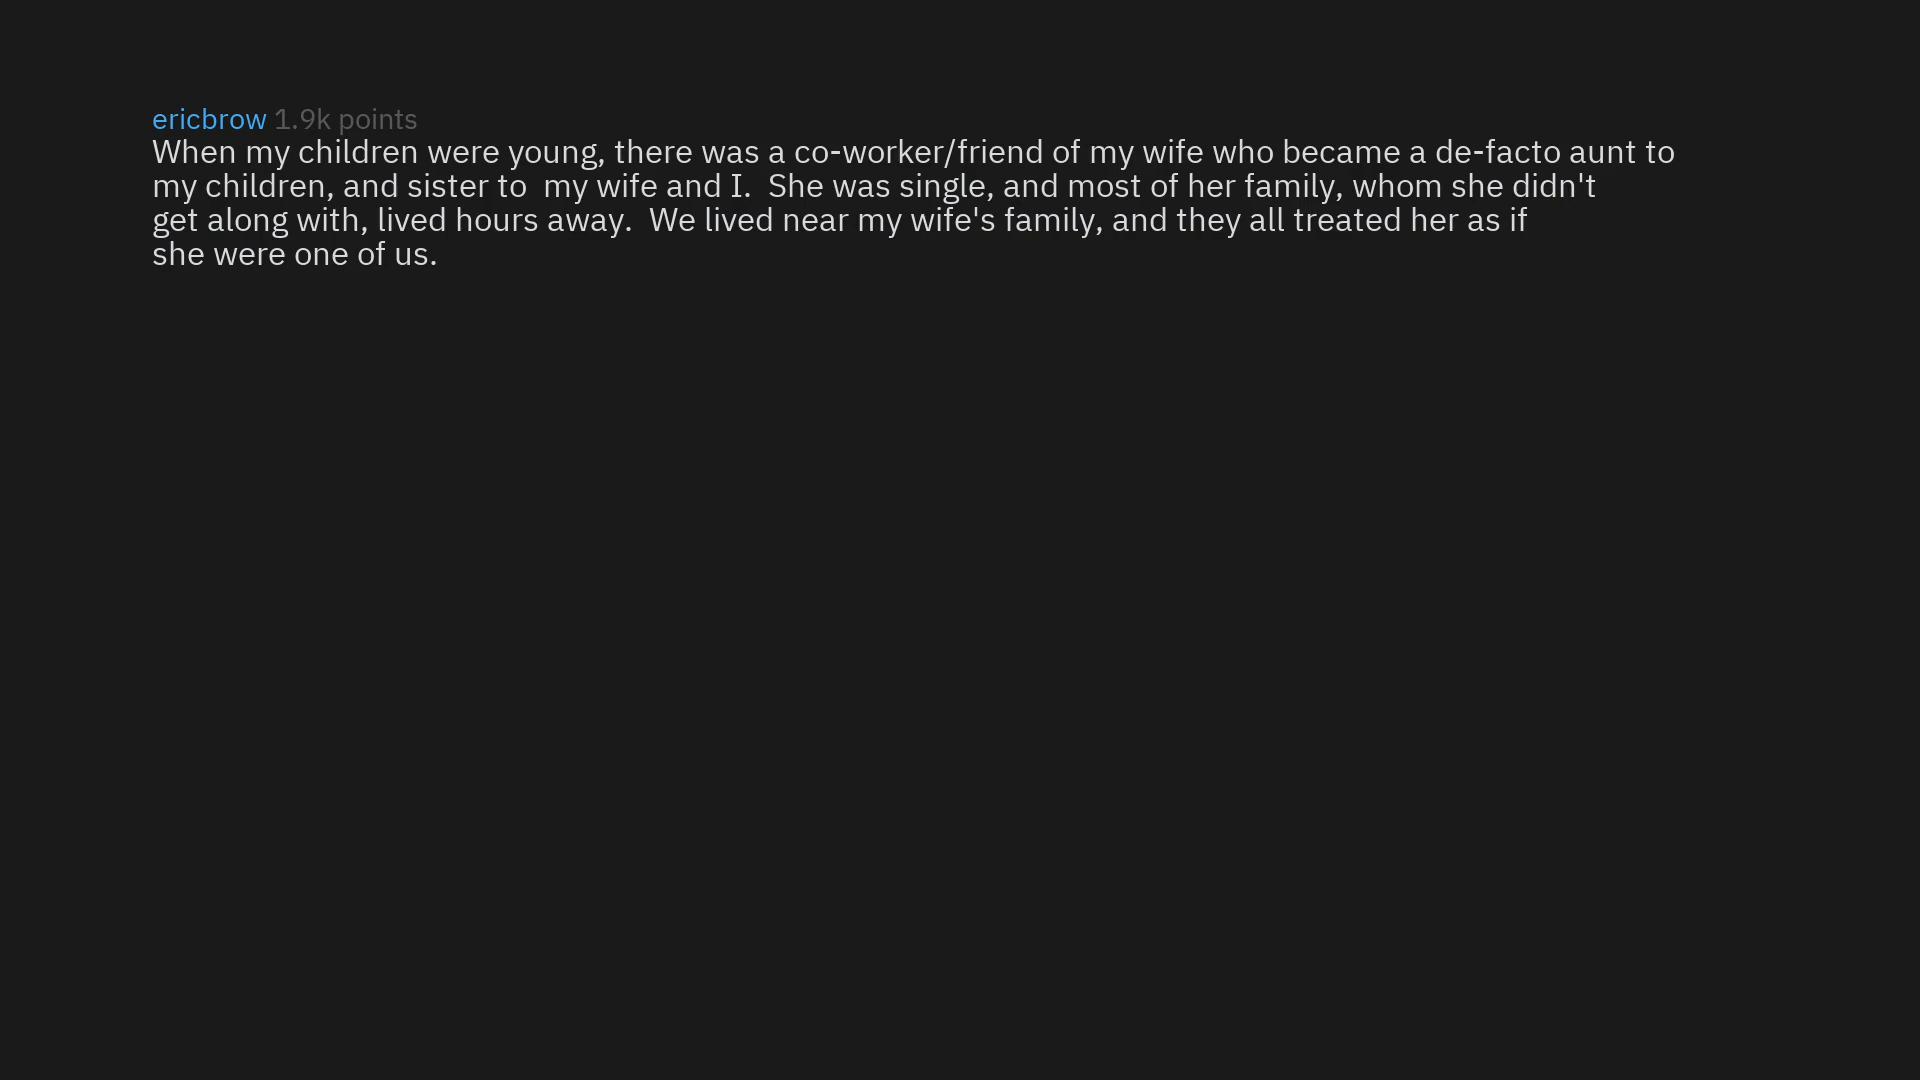 ericbrow 1.9k points
When my children were young, there was a co-worker/friend of my wife who became a de-facto aunt to
my children, and sister to  my wife and I.  She was single, and most of her family, whom she didn't
get along with, lived hours away.  We lived near my wife's family, and they all treated her as if
she were one of us.